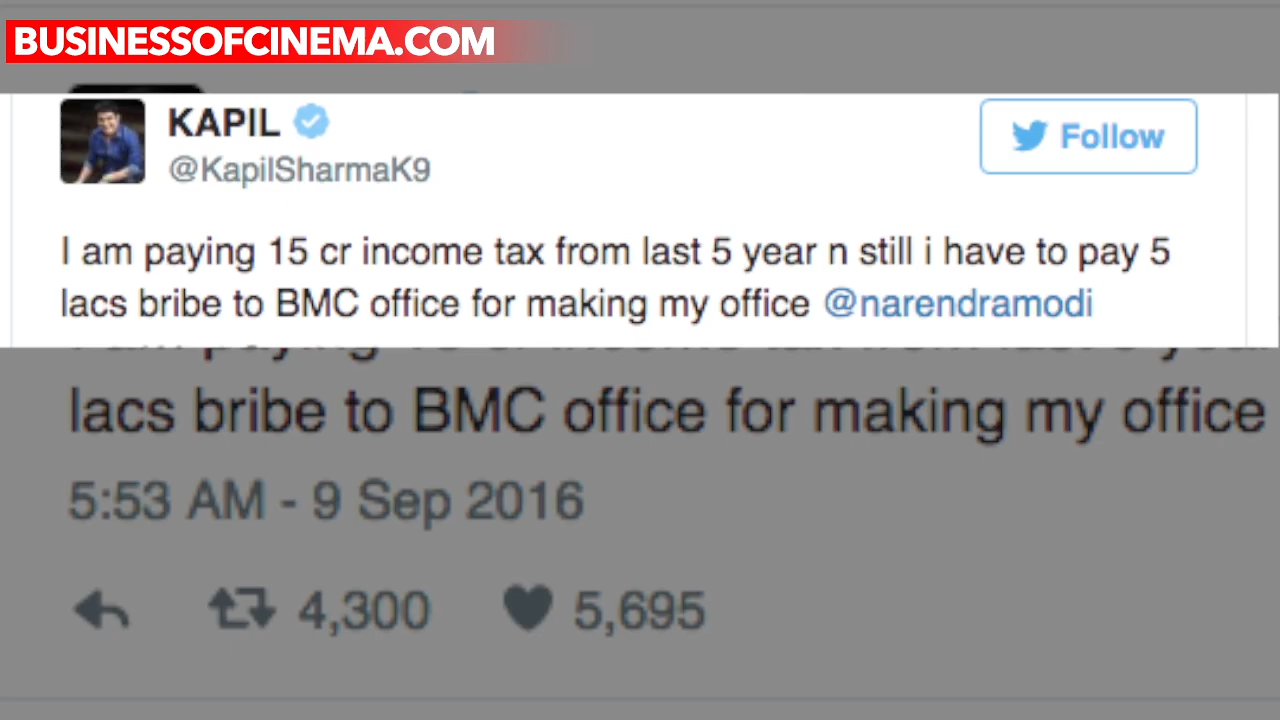 BUSINESSOFCINEMA.COM
KAPIL
@KapilSharmaK9
Follow
I am paying 15 cr income tax from last 5 year n still i have to pay 5
lacs bribe to BMC office for making my office @narendramodi
lacs bribe to BMC office for making my office
5:53 AM - 9 Sep 2016
4,300
5,695